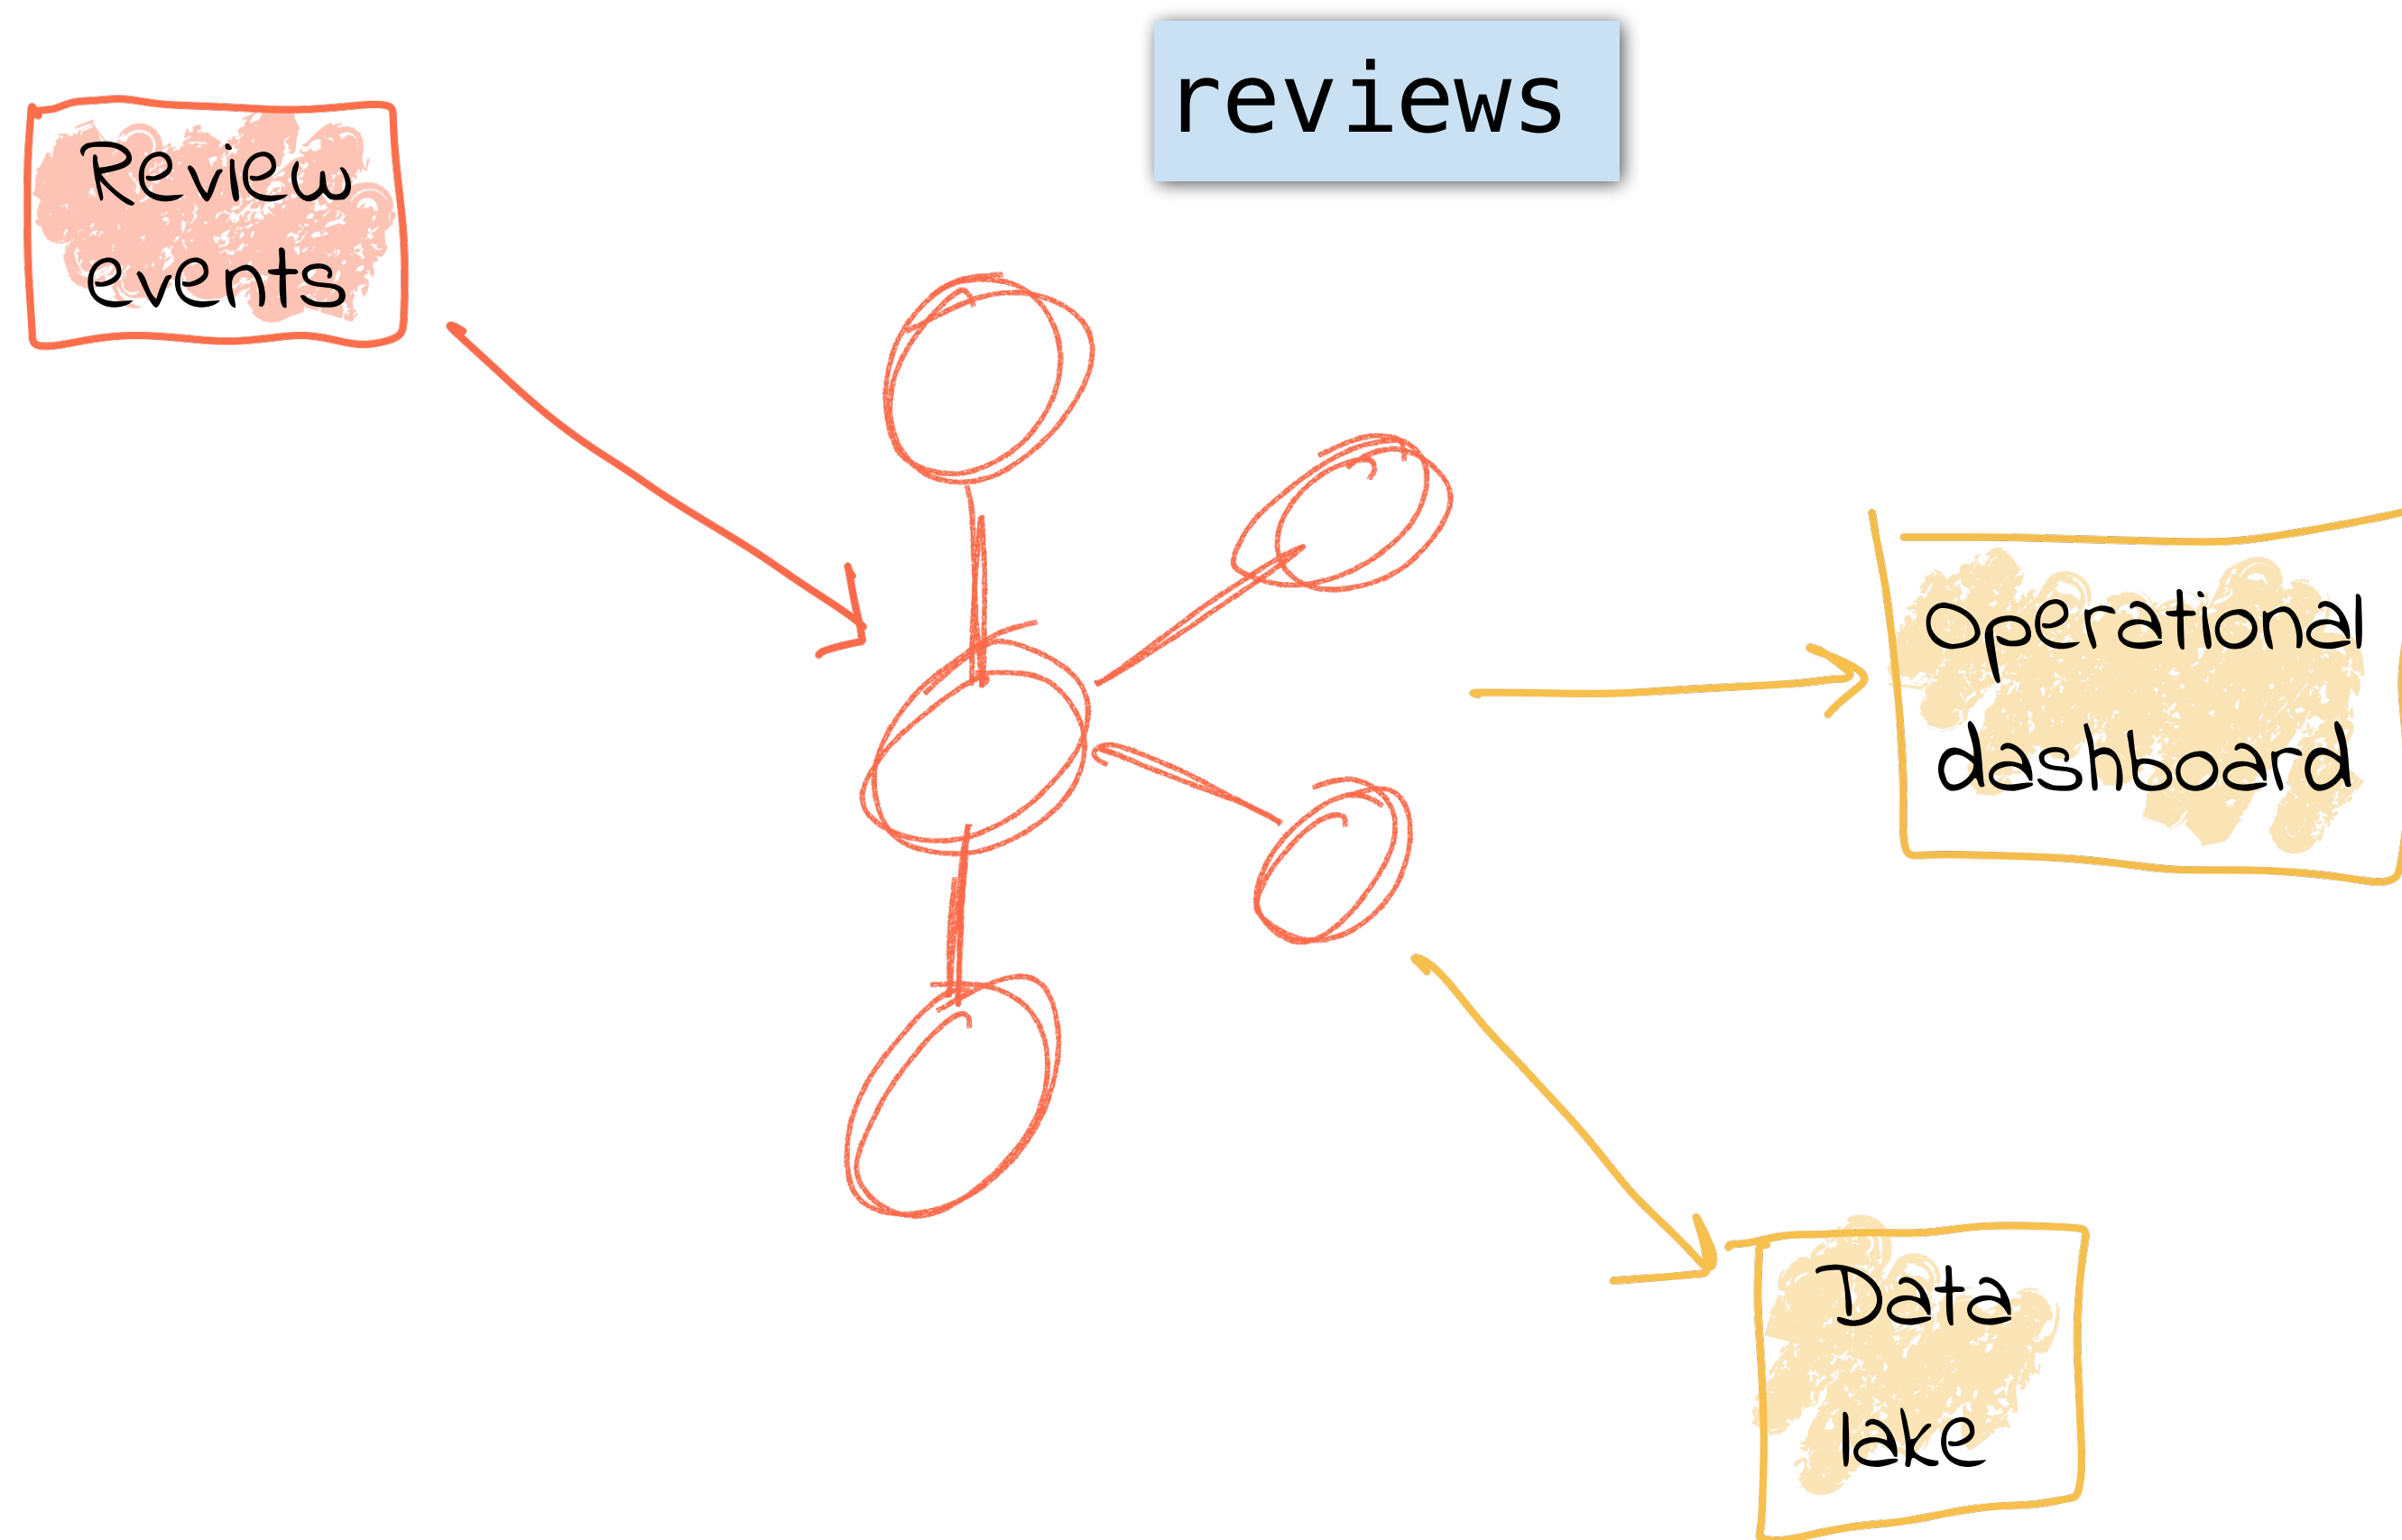 reviews
Review
events
Operational
dashboard
Data
lake